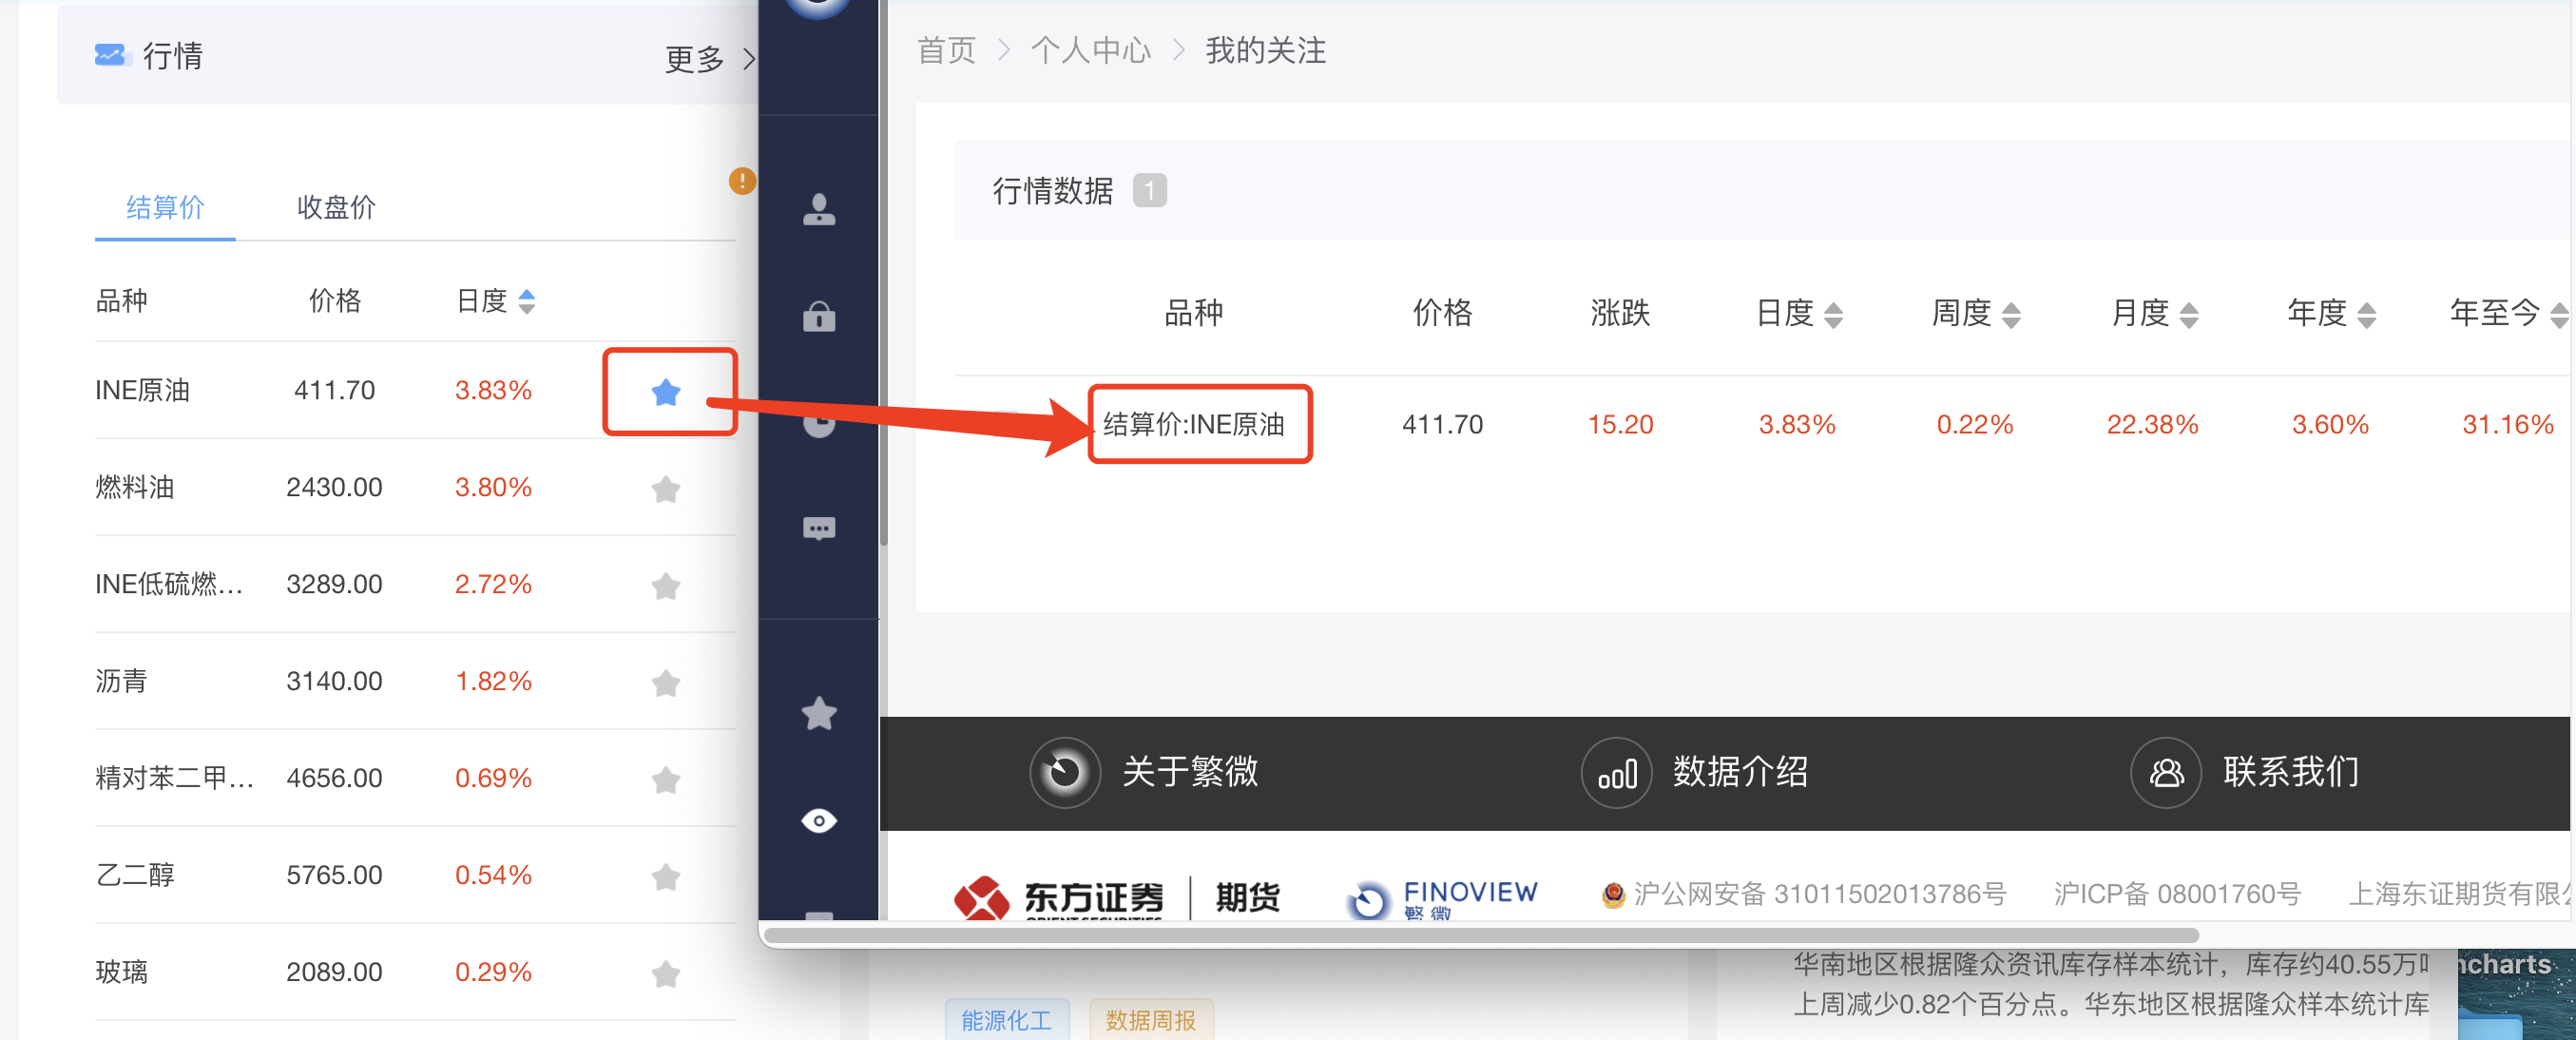 行情
更多
结算价
收盘价
品种 价格 日度
INE原油 411.70 3.83%
燃料油 2430.00 3.80%
INE低硫燃... 3289.00 2.72%
沥青 3140.00 1.82%
精对苯二甲... 4656.00 0.69%
乙二醇 5765.00 0.54%
玻璃 2089.00 0.29%
首页 > 个人中心 > 我的关注
行情数据 1
品种 价格 涨跌 日度 周度 月度 年度 年至今
结算价:INE原油 411.70 15.20 3.83% 0.22% 22.38% 3.60% 31.16%
关于繁微
数据介绍
联系我们
东方证券 期货
ORIENT SECURITIES
FINOVIEW
繁微
沪公网安备 31011502013786号
沪ICP备 08001760号
上海东证期货有限
能源化工
数据周报
华南地区根据隆众资讯库存样本统计，库存约40.55万
上周减少0.82个百分点。华东地区根据隆众样本统计库
ncharts